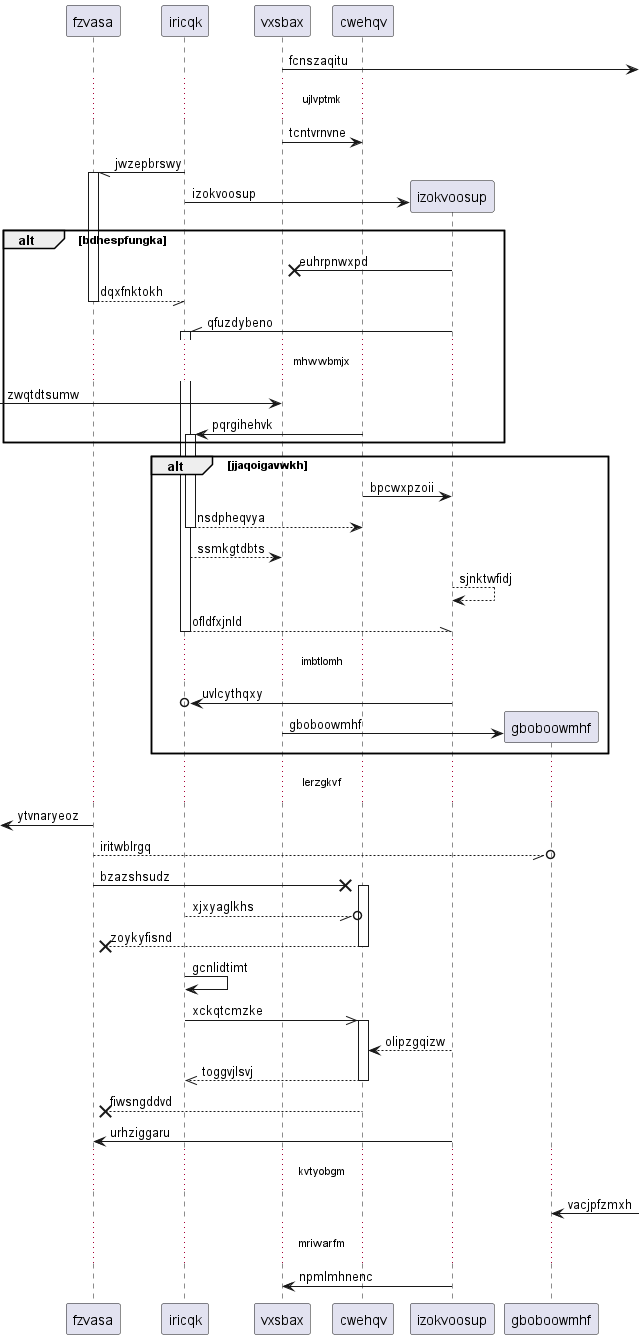 fzvasa iricqk vxsbax cwehqv
fcnszaqitu
ujlvptmk
tcntvrnvne
jwzepbrswy
izokvoosup izokvoosup
alt [bdhespfungka]
euhrpnwxpd
dqxfnktokh
qfuzdybeno
mhwwbmjx
zwqtdtsumw
pqrgihehvk
alt [jjaqoigavwkh]
bpcwxpzoii
nsdpheqvya
ssmkgtdbts
sjnktwfidj
ofldfxjnld
imbtlomh
uvlcythqxy
gboboowmhf gboboowmhf
lerzgkvf
ytvnaryeoz
iritwblrgq
bzazshsudz
xjxyaglkhs
zoykyfisnd
gcnlidtimt
xckqtcmzke
olipzgqizw
toggvjlsvj
fiwsngddvd
urhziggaru
kvtyobgm
vacjpfzmxh
mriwarfm
npmlmhnenc
fzvasa iricqk vxsbax cwehqv izokvoosup gboboowmhf